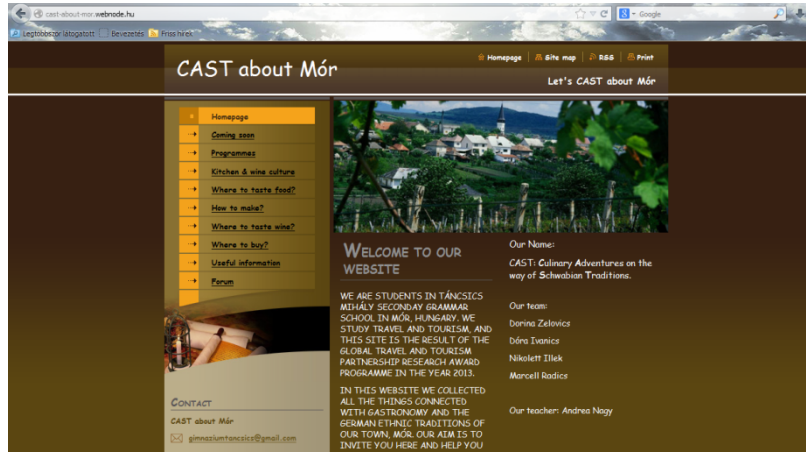 cast-about-mor.webnode.hu
Google
Legtöbbször látogatott
Bevezetés
Friss hírek
CAST about Mór
Homepage
Site map
RSS
Print
Let's CAST about Mór
Homepage
Coming soon
Programmes
Kitchen & wine culture
Where to taste food?
How to make?
Where to taste wine?
Where to buy?
Useful information
Forum
CONTACT
CAST about Mór
gimnaziumtancsics@gmail.com
WELCOME TO OUR
WEBSITE
WE ARE STUDENTS IN TÁNCSICS
MIHÁLY SECONDAY GRAMMAR
SCHOOL IN MÓR, HUNGARY. WE
STUDY TRAVEL AND TOURISM, AND
THIS SITE IS THE RESULT OF THE
GLOBAL TRAVEL AND TOURISM
PARTNERSHIP RESEARCH AWARD
PROGRAMME IN THE YEAR 2013.
IN THIS WEBSITE WE COLLECTED
ALL THE THINGS CONNECTED
WITH GASTRONOMY AND THE
GERMAN ETHNIC TRADITIONS OF
OUR TOWN, MÓR. OUR AIM IS TO
INVITE YOU HERE AND HELP YOU
Our Name:
CAST: Culinary Adventures on the
way of Schwabian Traditions.
Our team:
Dorina Zelovics
Dóra Ivanics
Nikolett Illek
Marcell Radics
Our teacher: Andrea Nagy